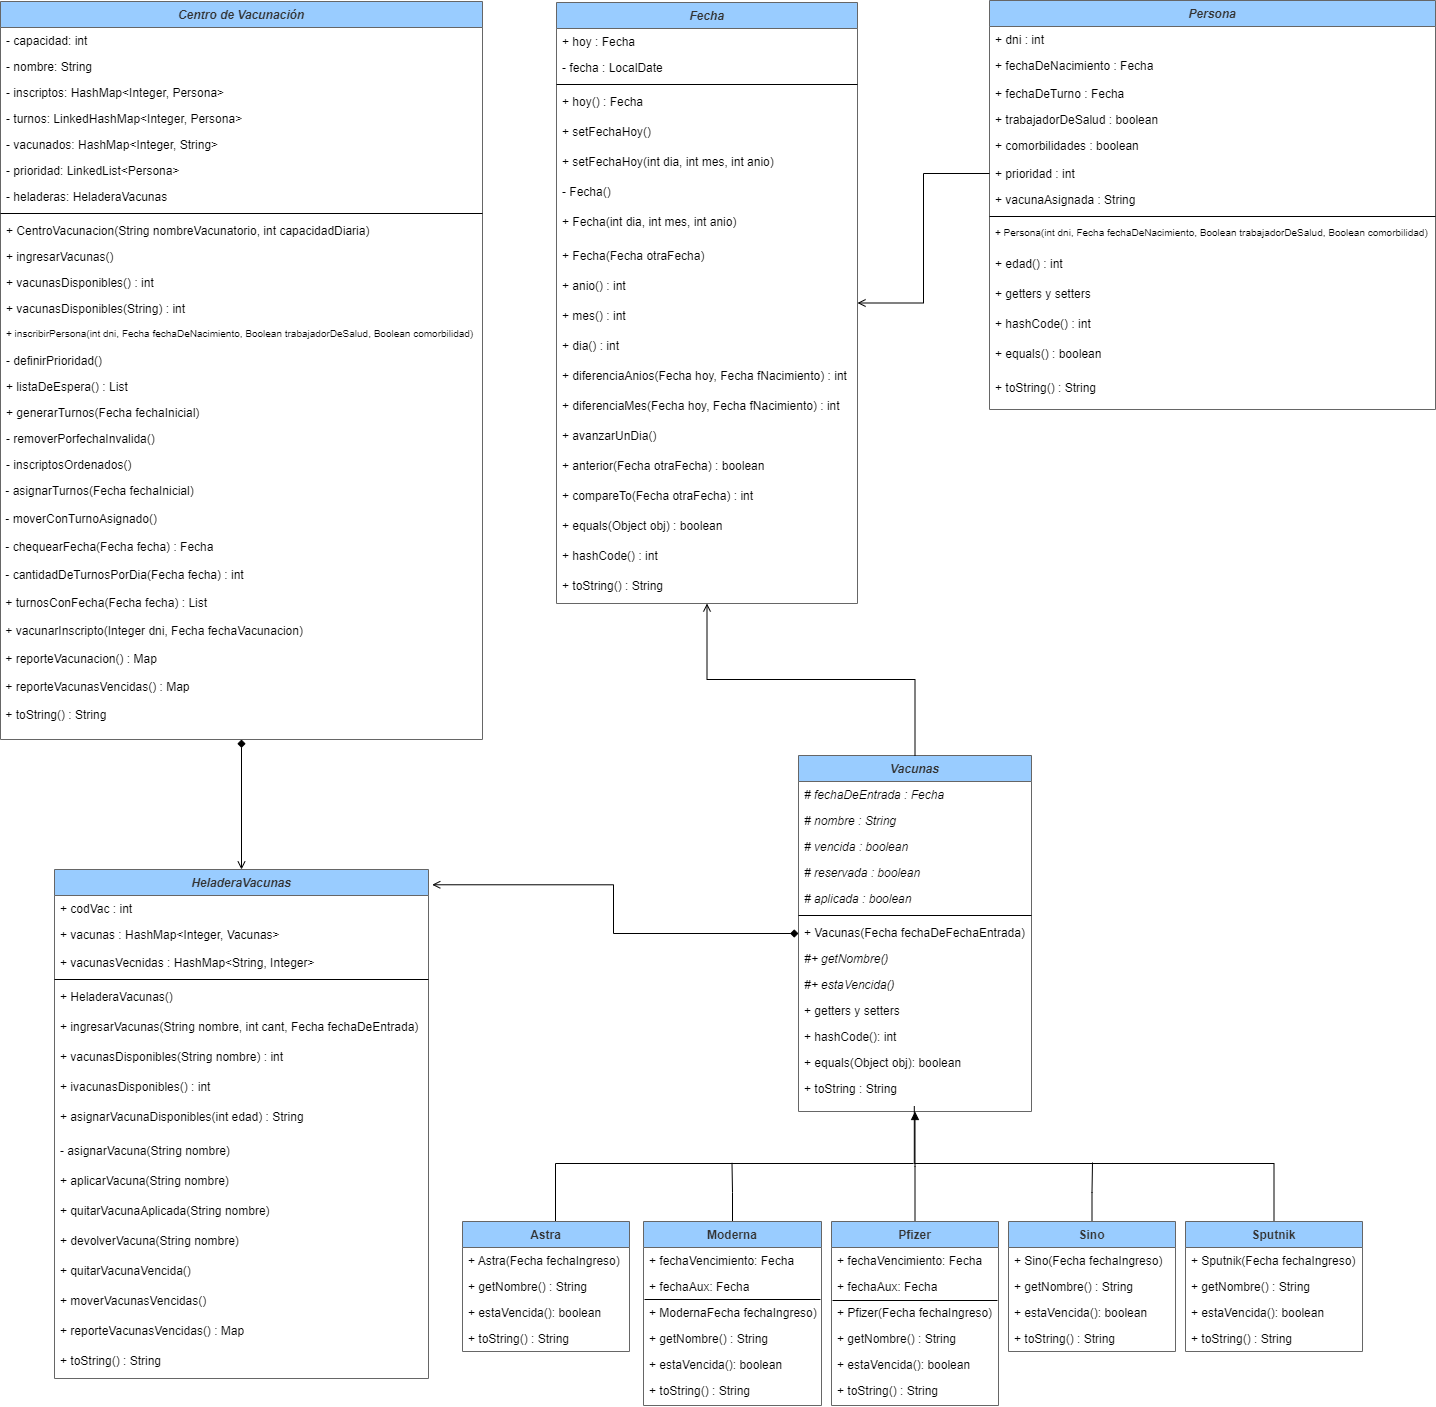 Centro de Vacunación
- capacidad: int
- nombre: String
- inscriptos: HashMap<Integer, Persona>
- turnos: LinkedHashMap<Integer, Persona>
- vacunados: HashMap<Integer, String>
- prioridad: LinkedList<Persona>
- heladeras: HeladeraVacunas
+ CentroVacunacion(String nombreVacunatorio, int capacidadDiaria)
+ ingresarVacunas()
+ vacunasDisponibles() : int
+ vacunasDisponibles(String) : int
+ inscribirPersona(int dni, Fecha fechaDeNacimiento, Boolean trabajadorDeSalud, Boolean comorbilidad)
- definirPrioridad()
+ listaDeEspera() : List
+ generarTurnos(Fecha fechaInicial)
- removerPorfechaInvalida()
- inscriptosOrdenados()
- asignarTurnos(Fecha fechaInicial)
- moverConTurnoAsignado()
- chequearFecha(Fecha fecha) : Fecha
- cantidadDeTurnosPorDia(Fecha fecha) : int
+ turnosConFecha(Fecha fecha) : List
+ vacunarInscripto(Integer dni, Fecha fechaVacunacion)
+ reporteVacunacion() : Map
+ reporteVacunasVencidas() : Map
+ toString() : String
Fecha
+ hoy : Fecha
- fecha : LocalDate
+ hoy() : Fecha
+ setFechaHoy()
+ setFechaHoy(int dia, int mes, int anio)
- Fecha()
+ Fecha(int dia, int mes, int anio)
+ Fecha(Fecha otraFecha)
+ anio() : int
+ mes() : int
+ dia() : int
+ diferenciaAnios(Fecha hoy, Fecha fNacimiento) : int
+ diferenciaMes(Fecha hoy, Fecha fNacimiento) : int
+ avanzarUnDia()
+ anterior(Fecha otraFecha) : boolean
+ compareTo(Fecha otraFecha) : int
+ equals(Object obj) : boolean
+ hashCode() : int
+ toString() : String
Persona
+ dni : int
+ fechaDeNacimiento : Fecha
+ fechaDeTurno : Fecha
+ trabajadorDeSalud : boolean
+ comorbilidades : boolean
+ prioridad : int
+ vacunaAsignada : String
+ Persona(int dni, Fecha fechaDeNacimiento, Boolean trabajadorDeSalud, Boolean comorbilidad)
+ edad() : int
+ getters y setters
+ hashCode() : int
+ equals() : boolean
+ toString() : String
Vacunas
# fechaDeEntrada : Fecha
# nombre : String
# vencida : boolean
# reservada : boolean
# aplicada : boolean
+ Vacunas(Fecha fechaDeFechaEntrada)
#+ getNombre()
#+ estaVencida()
+ getters y setters
+ hashCode(): int
+ equals(Object obj): boolean
+ toString : String
HeladeraVacunas
+ codVac : int
+ vacunas : HashMap<Integer, Vacunas>
+ vacunasVecnidas : HashMap<String, Integer>
+ HeladeraVacunas()
+ ingresarVacunas(String nombre, int cant, Fecha fechaDeEntrada)
+ vacunasDisponibles(String nombre) : int
+ ivacunasDisponibles() : int
+ asignarVacunaDisponibles(int edad) : String
- asignarVacuna(String nombre)
+ aplicarVacuna(String nombre)
+ quitarVacunaAplicada(String nombre)
+ devolverVacuna(String nombre)
+ quitarVacunaVencida()
+ moverVacunasVencidas()
+ reporteVacunasVencidas() : Map
+ toString() : String
Astra
+ Astra(Fecha fechaIngreso)
+ getNombre() : String
+ estaVencida(): boolean
+ toString() : String
Moderna
+ fechaVencimiento: Fecha
+ fechaAux: Fecha
+ ModernaFecha fechaIngreso)
+ getNombre() : String
+ estaVencida(): boolean
+ toString() : String
Pfizer
+ fechaVencimiento: Fecha
+ fechaAux: Fecha
+ Pfizer(Fecha fechaIngreso)
+ getNombre() : String
+ estaVencida(): boolean
+ toString() : String
Sino
+ Sino(Fecha fechaIngreso)
+ getNombre() : String
+ estaVencida(): boolean
+ toString() : String
Sputnik
+ Sputnik(Fecha fechaIngreso)
+ getNombre() : String
+ estaVencida(): boolean
+ toString() : String